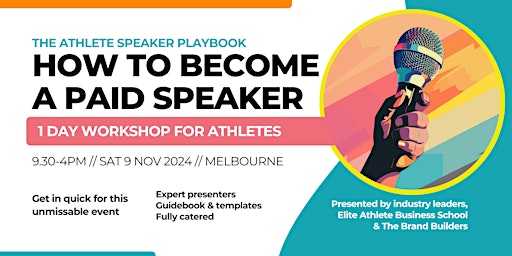 THE ATHLETE SPEAKER PLAYBOOK
HOW TO BECOME
A PAID SPEAKER
1 DAY WORKSHOP FOR ATHLETES
9.30-4PM // SAT 9 NOV 2024 // MELBOURNE
Get in quick for this
unmissable event
Expert presenters
Guidebook & templates
Fully catered
Presented by industry leaders,
Elite Athlete Business School
& The Brand Builders